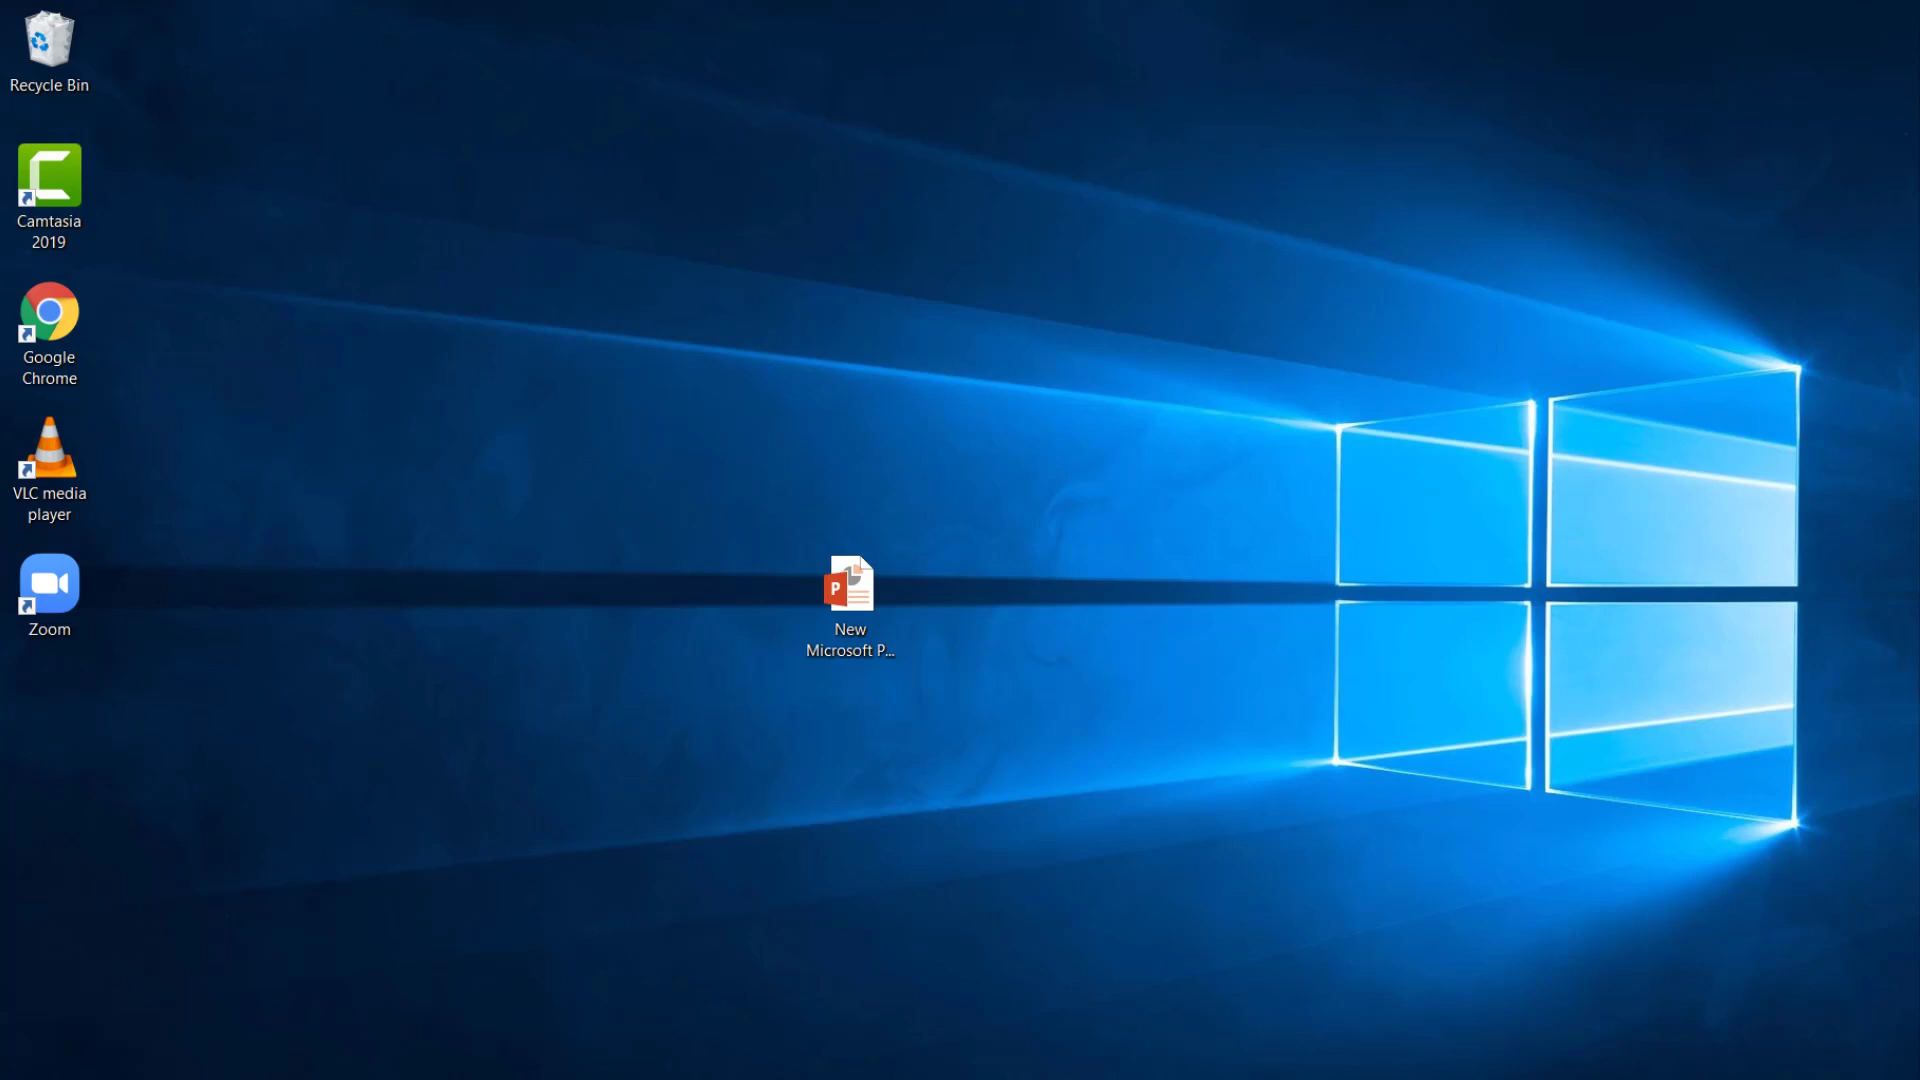 Recycle Bin
Camtasia
2019
Google
Chrome
VLC media
player
Zoom
P
New
Microsoft P...